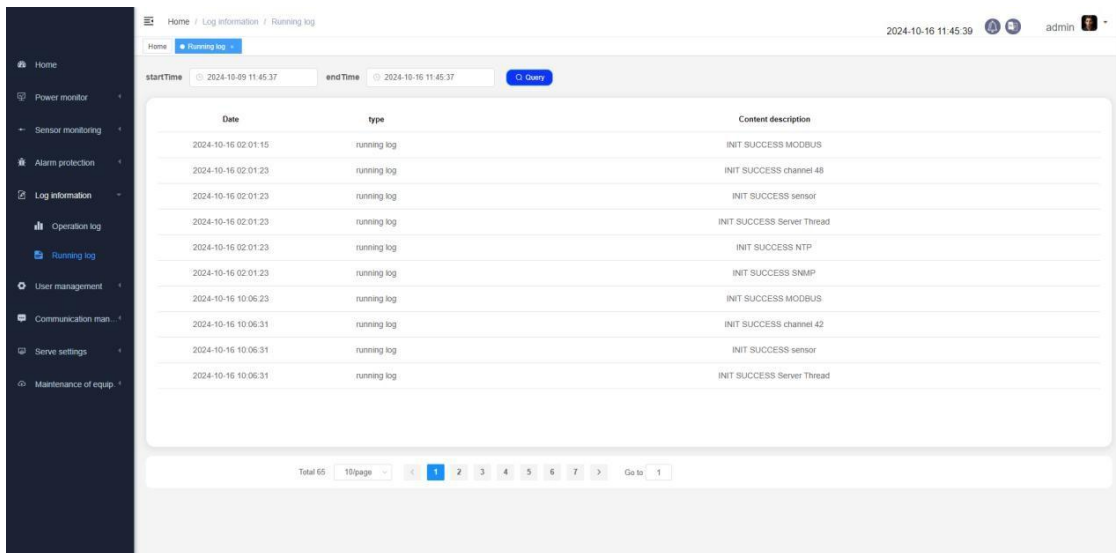 Home / Log information / Running log
2024-10-16 11:45:39
admin
Home
Running log ×
Home
Power monitor
Sensor monitoring
Alarm protection
Log information
Operation log
Running log
User management
Communication man...
Serve settings
Maintenance of equip.
startTime 2024-10-09 11:45:37 endTime 2024-10-16 11:45:37 Query
Date type Content description
2024-10-16 02:01:15 running log INIT SUCCESS MODBUS
2024-10-16 02:01:23 running log INIT SUCCESS channel 48
2024-10-16 02:01:23 running log INIT SUCCESS sensor
2024-10-16 02:01:23 running log INIT SUCCESS Server Thread
2024-10-16 02:01:23 running log INIT SUCCESS NTP
2024-10-16 02:01:23 running log INIT SUCCESS SNMP
2024-10-16 10:06:23 running log INIT SUCCESS MODBUS
2024-10-16 10:06:31 running log INIT SUCCESS channel 42
2024-10-16 10:06:31 running log INIT SUCCESS sensor
2024-10-16 10:06:31 running log INIT SUCCESS Server Thread
Total 65 10/page < 1 2 3 4 5 6 7 > Go to 1